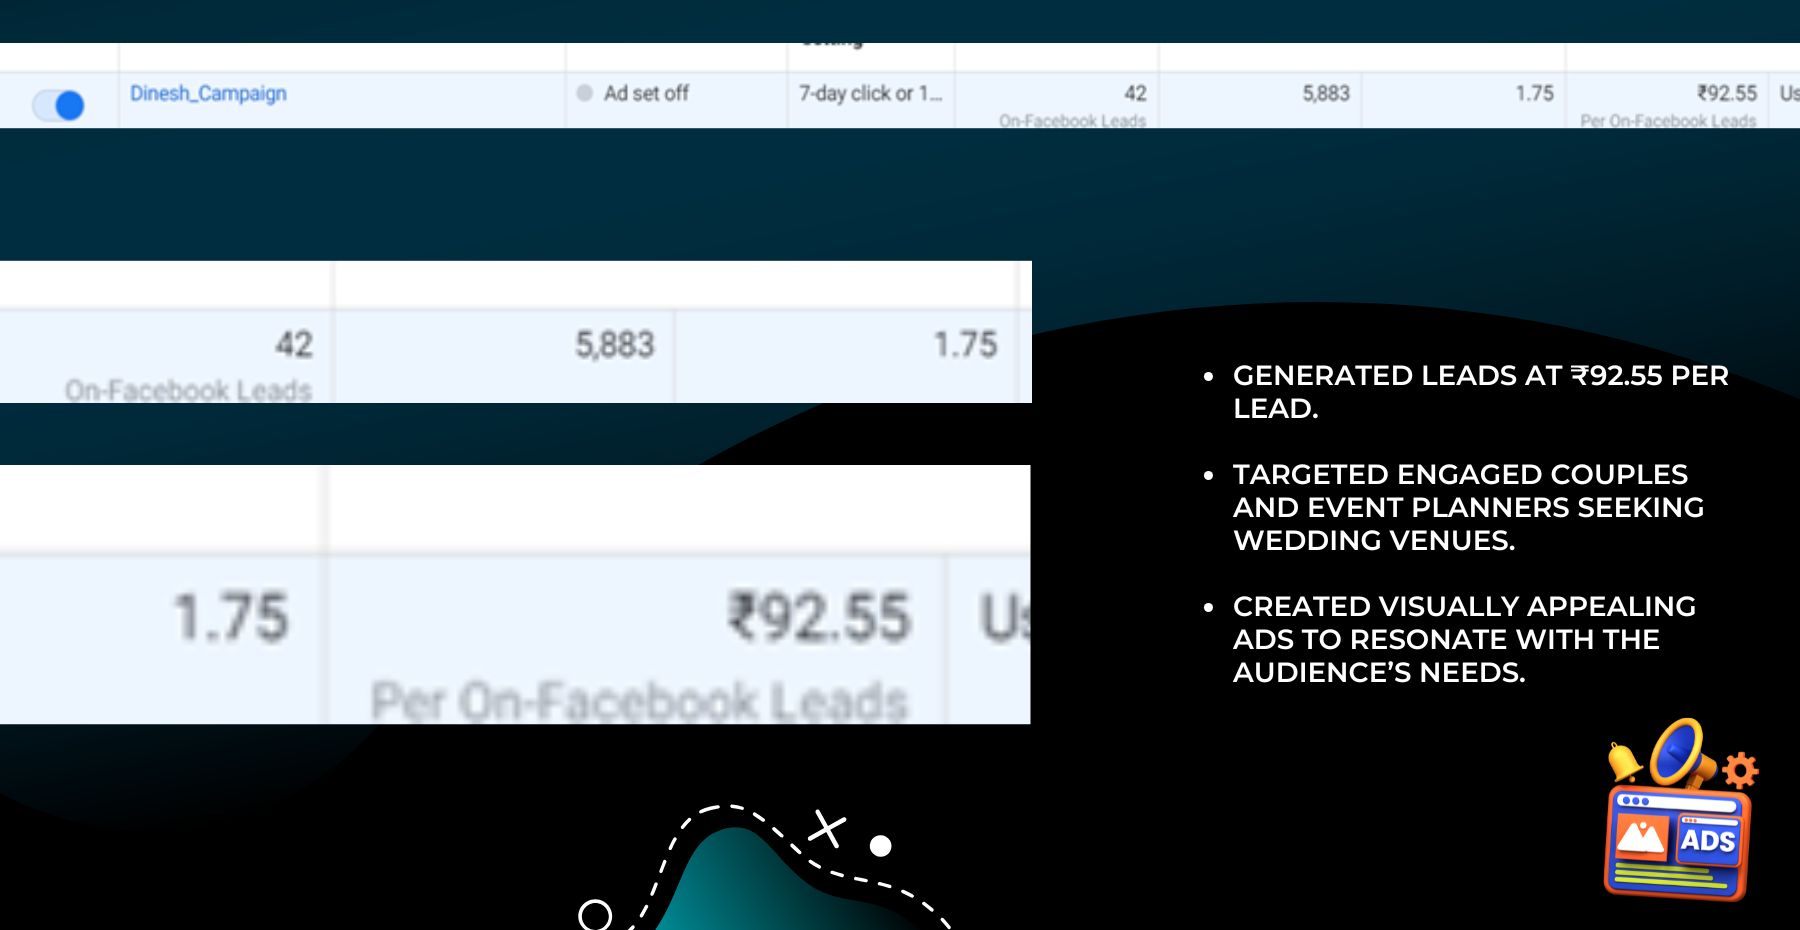 Dinesh_Campaign
Ad set off
7-day click or 1...
42
5,883
1.75
₹92.55
Us
On-Facebook Leads
Per On-Facebook Leads
42
5,883
1.75
On-Facebook Leads
1.75
₹92.55
Us
Per On-Facebook Leads
• GENERATED LEADS AT ₹92.55 PER
LEAD.
• TARGETED ENGAGED COUPLES
AND EVENT PLANNERS SEEKING
WEDDING VENUES.
• CREATED VISUALLY APPEALING
ADS TO RESONATE WITH THE
AUDIENCE’S NEEDS.
ADS